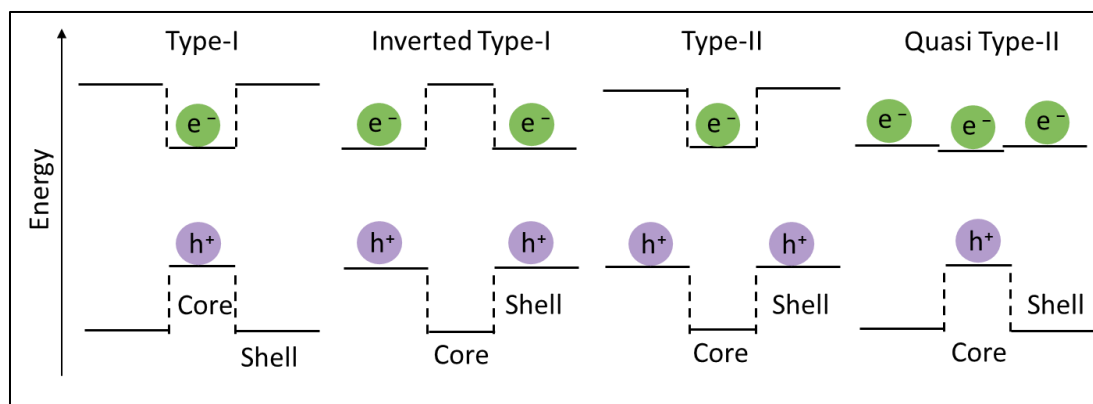 Type-I
Inverted Type-I
Type-II
Quasi Type-II
Energy
e⁻
e⁻
e⁻
e⁻
e⁻
e⁻
e⁻
h⁺
h⁺
h⁺
h⁺
h⁺
h⁺
Core
Shell
Shell
Shell
Shell
Core
Core
Core